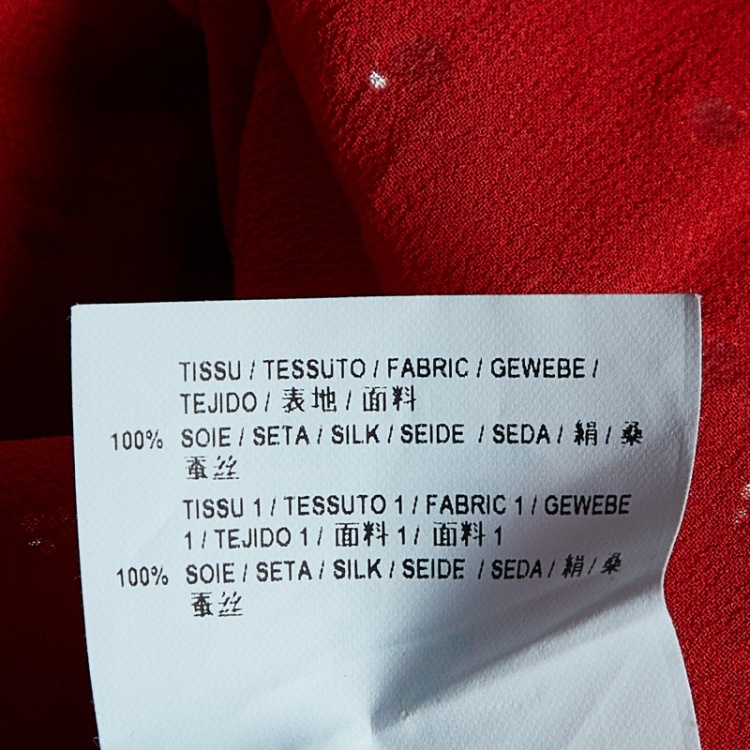 TISSU / TESSUTO / FABRIC / GEWEBE /
TEJIDO / 表地 / 面料
100% SOIE / SETA / SILK / SEIDE / SEDA / 絹 / 桑
蚕丝
TISSU 1 / TESSUTO 1 / FABRIC 1 / GEWEBE
1 / TEJIDO 1 / 面料 1 / 面料 1
100% SOIE / SETA / SILK / SEIDE / SEDA / 絹 / 桑
蚕丝